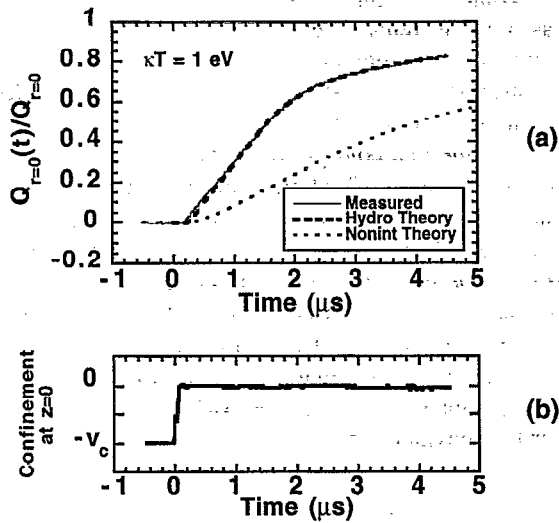 1
0.8
0.6
0.4
0.2
0
-0.2
Q_{r=0}(t)/Q_{r=0}
κT = 1 eV
(a)
Measured
Hydro Theory
Nonint Theory
-1 0 1 2 3 4 5
Time (μs)
Confinement
at z=0
0
-V_c
(b)
-1 0 1 2 3 4 5
Time (μs)